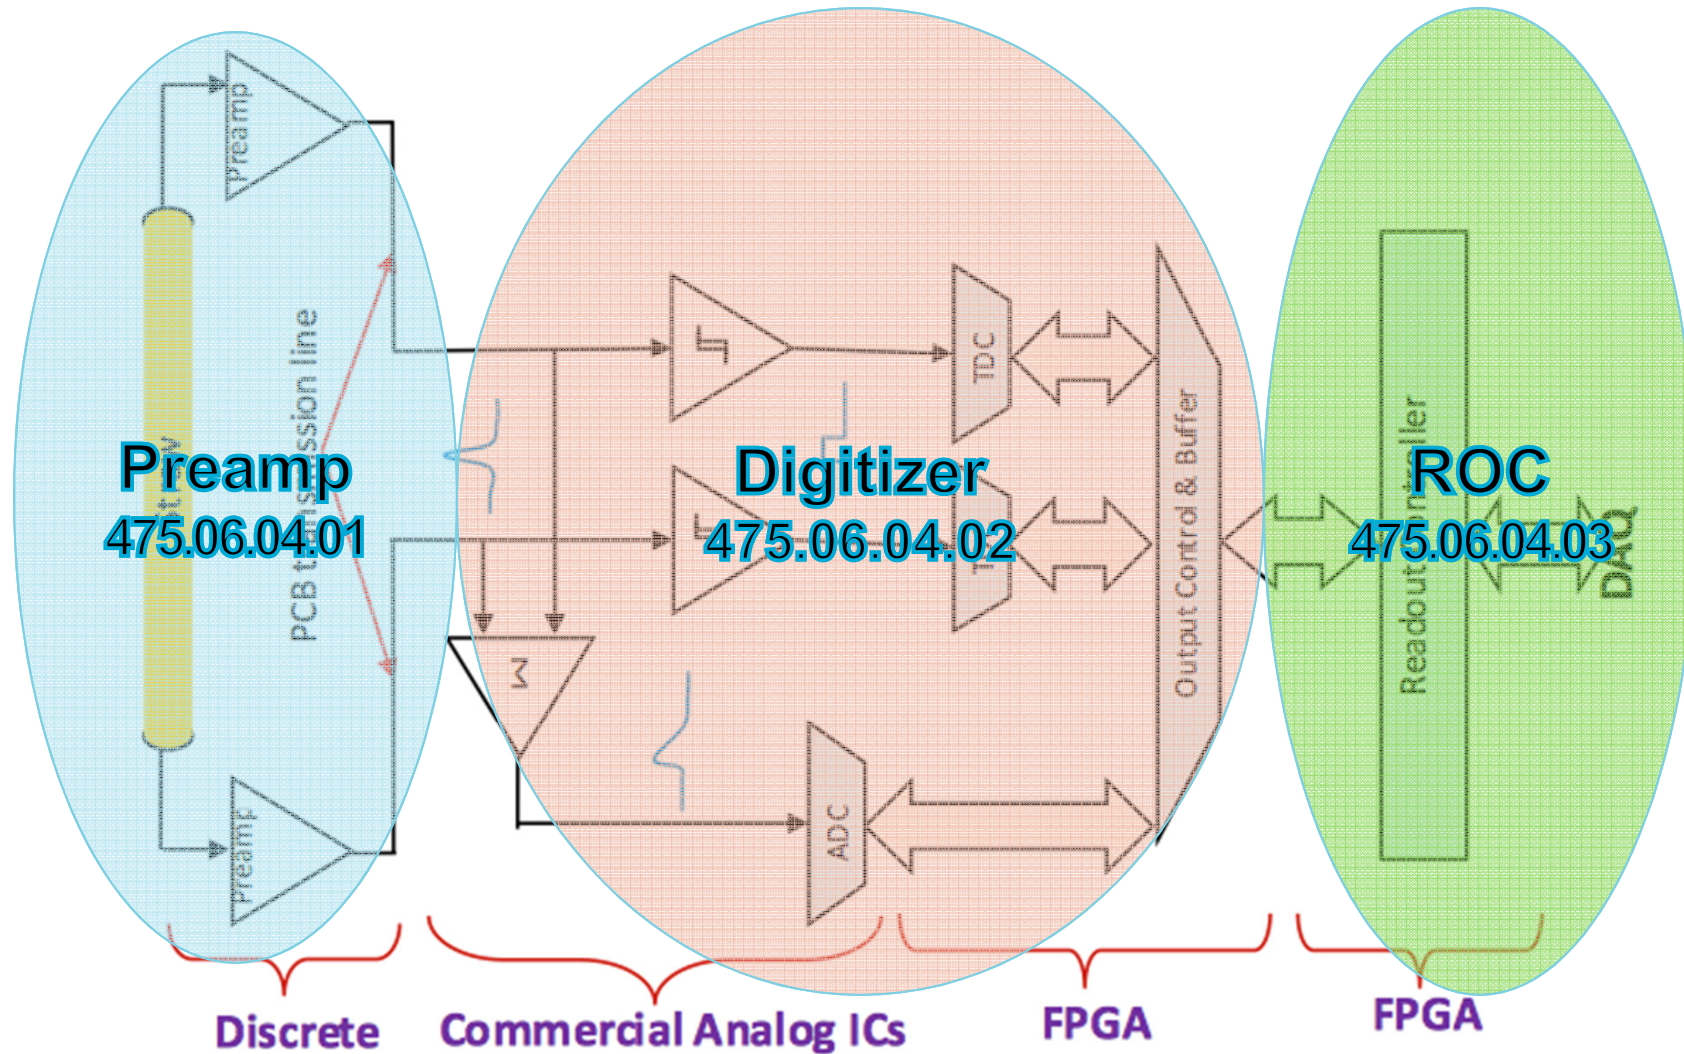 Preamp
PCB transmission line
Preamp
Preamp
475.06.04.01
Σ
TDC
ADC
Digitizer
475.06.04.02
Output Control & Buffer
Readout Controller
ROC
475.06.04.03
DAQ
Discrete
Commercial Analog ICs
FPGA
FPGA